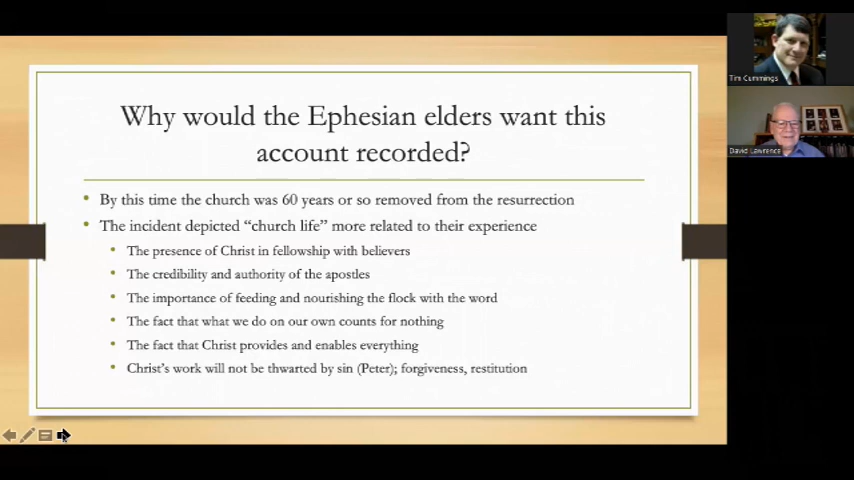 Why would the Ephesian elders want this
account recorded?
• By this time the church was 60 years or so removed from the resurrection
• The incident depicted “church life” more related to their experience
• The presence of Christ in fellowship with believers
• The credibility and authority of the apostles
• The importance of feeding and nourishing the flock with the word
• The fact that what we do on our own counts for nothing
• The fact that Christ provides and enables everything
• Christ’s work will not be thwarted by sin (Peter); forgiveness, restitution
Tim Cummings
David Lawrence